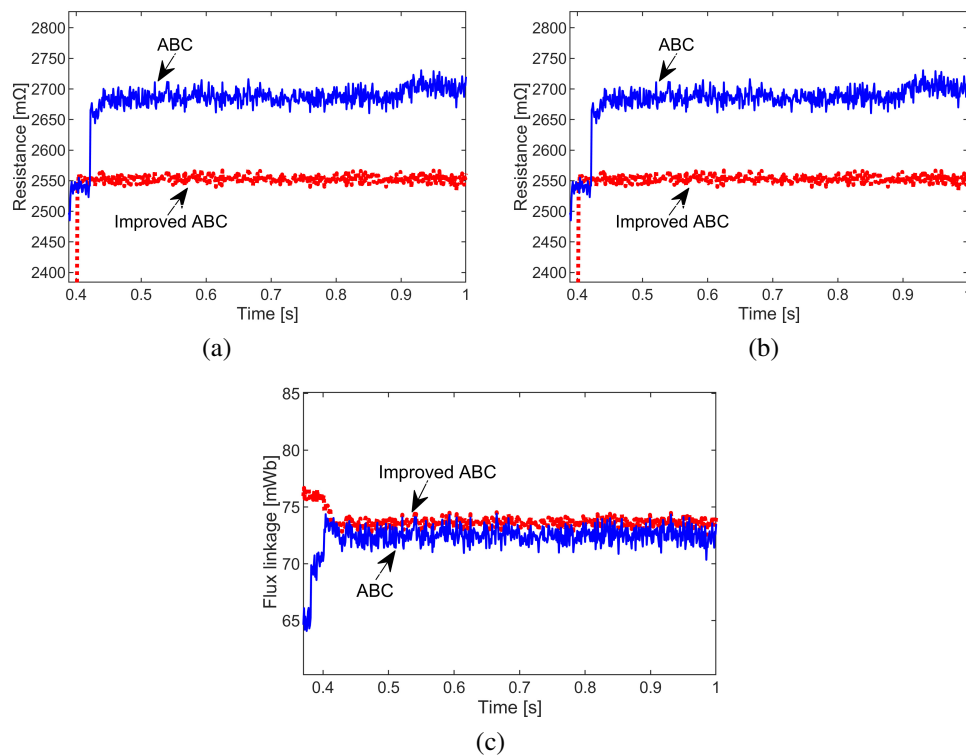 2800
2750
2700
2650
2600
2550
2500
2450
2400
Resistance [mΩ]
ABC
Improved ABC
0.4 0.5 0.6 0.7 0.8 0.9 1
Time [s]
(a)
2800
2750
2700
2650
2600
2550
2500
2450
2400
Resistance [mΩ]
ABC
Improved ABC
0.4 0.5 0.6 0.7 0.8 0.9
Time [s]
(b)
85
80
75
70
65
Flux linkage [mWb]
Improved ABC
ABC
0.4 0.5 0.6 0.7 0.8 0.9 1
Time [s]
(c)